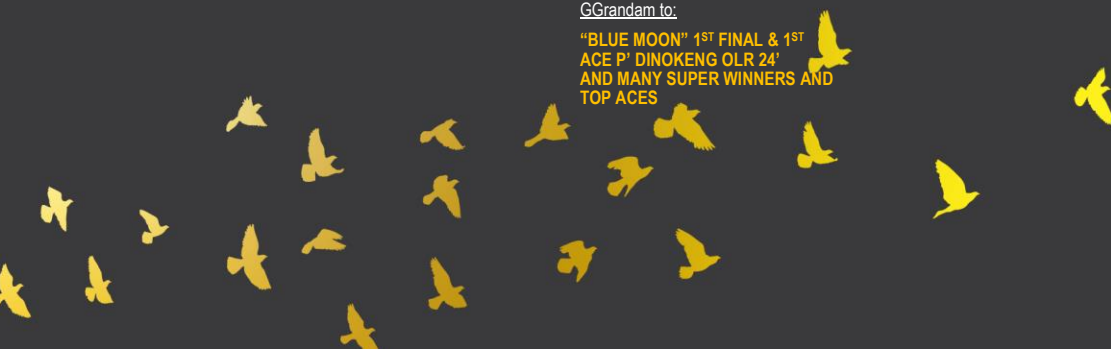 GGrandam to:
“BLUE MOON” 1ST FINAL & 1ST
ACE P’ DINOKENG OLR 24’
AND MANY SUPER WINNERS AND
TOP ACES